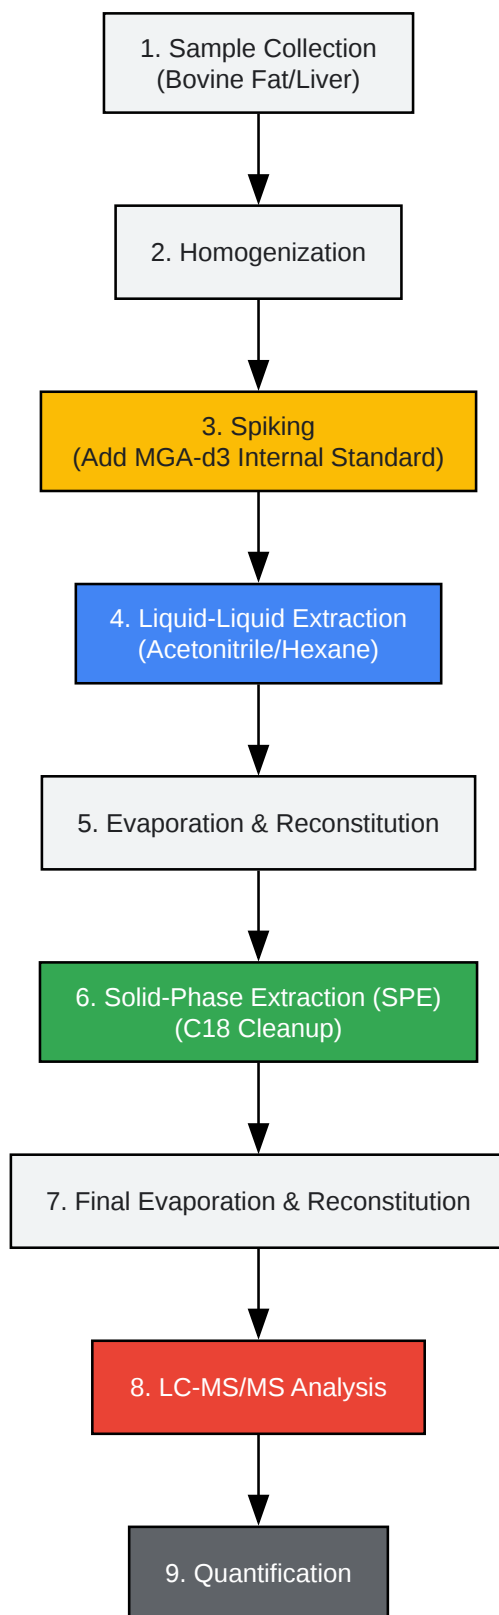 1. Sample Collection
(Bovine Fat/Liver)
2. Homogenization
3. Spiking
(Add MGA-d3 Internal Standard)
4. Liquid-Liquid Extraction
(Acetonitrile/Hexane)
5. Evaporation & Reconstitution
6. Solid-Phase Extraction (SPE)
(C18 Cleanup)
7. Final Evaporation & Reconstitution
8. LC-MS/MS Analysis
9. Quantification